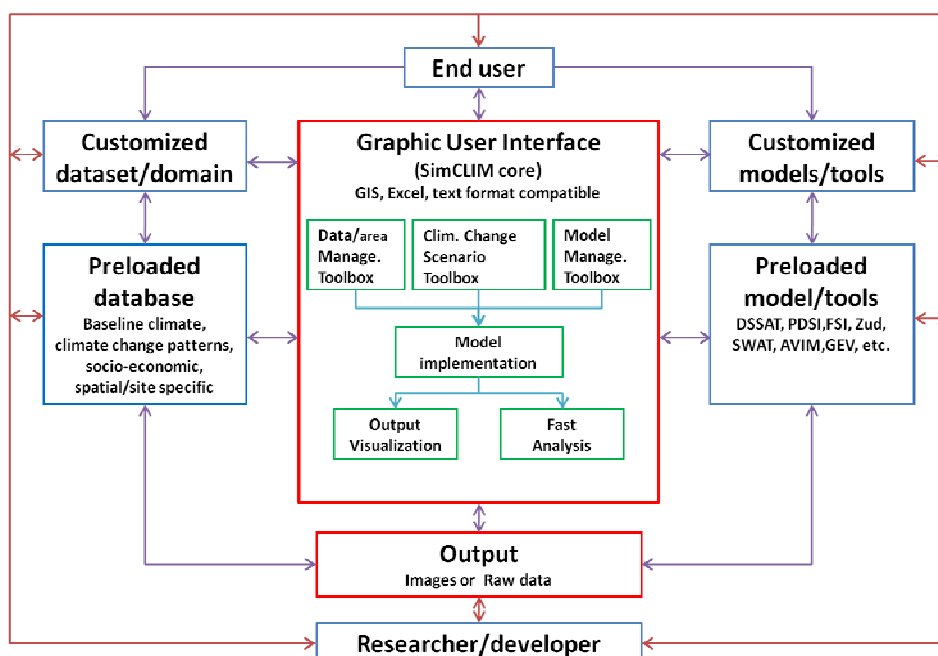 End user
Customized
dataset/domain
Graphic User Interface
(SimCLIM core)
GIS, Excel, text format compatible
Customized
models/tools
Data/area
Manage.
Toolbox
Clim. Change
Scenario
Toolbox
Model
Manage.
Toolbox
Preloaded
database
Baseline climate,
climate change patterns,
socio-economic,
spatial/site specific
Preloaded
model/tools
DSSAT, PDSI,FSI, Zud,
SWAT, AVIM,GEV, etc.
Model
implementation
Output
Visualization
Fast
Analysis
Output
Images or Raw data
Researcher/developer